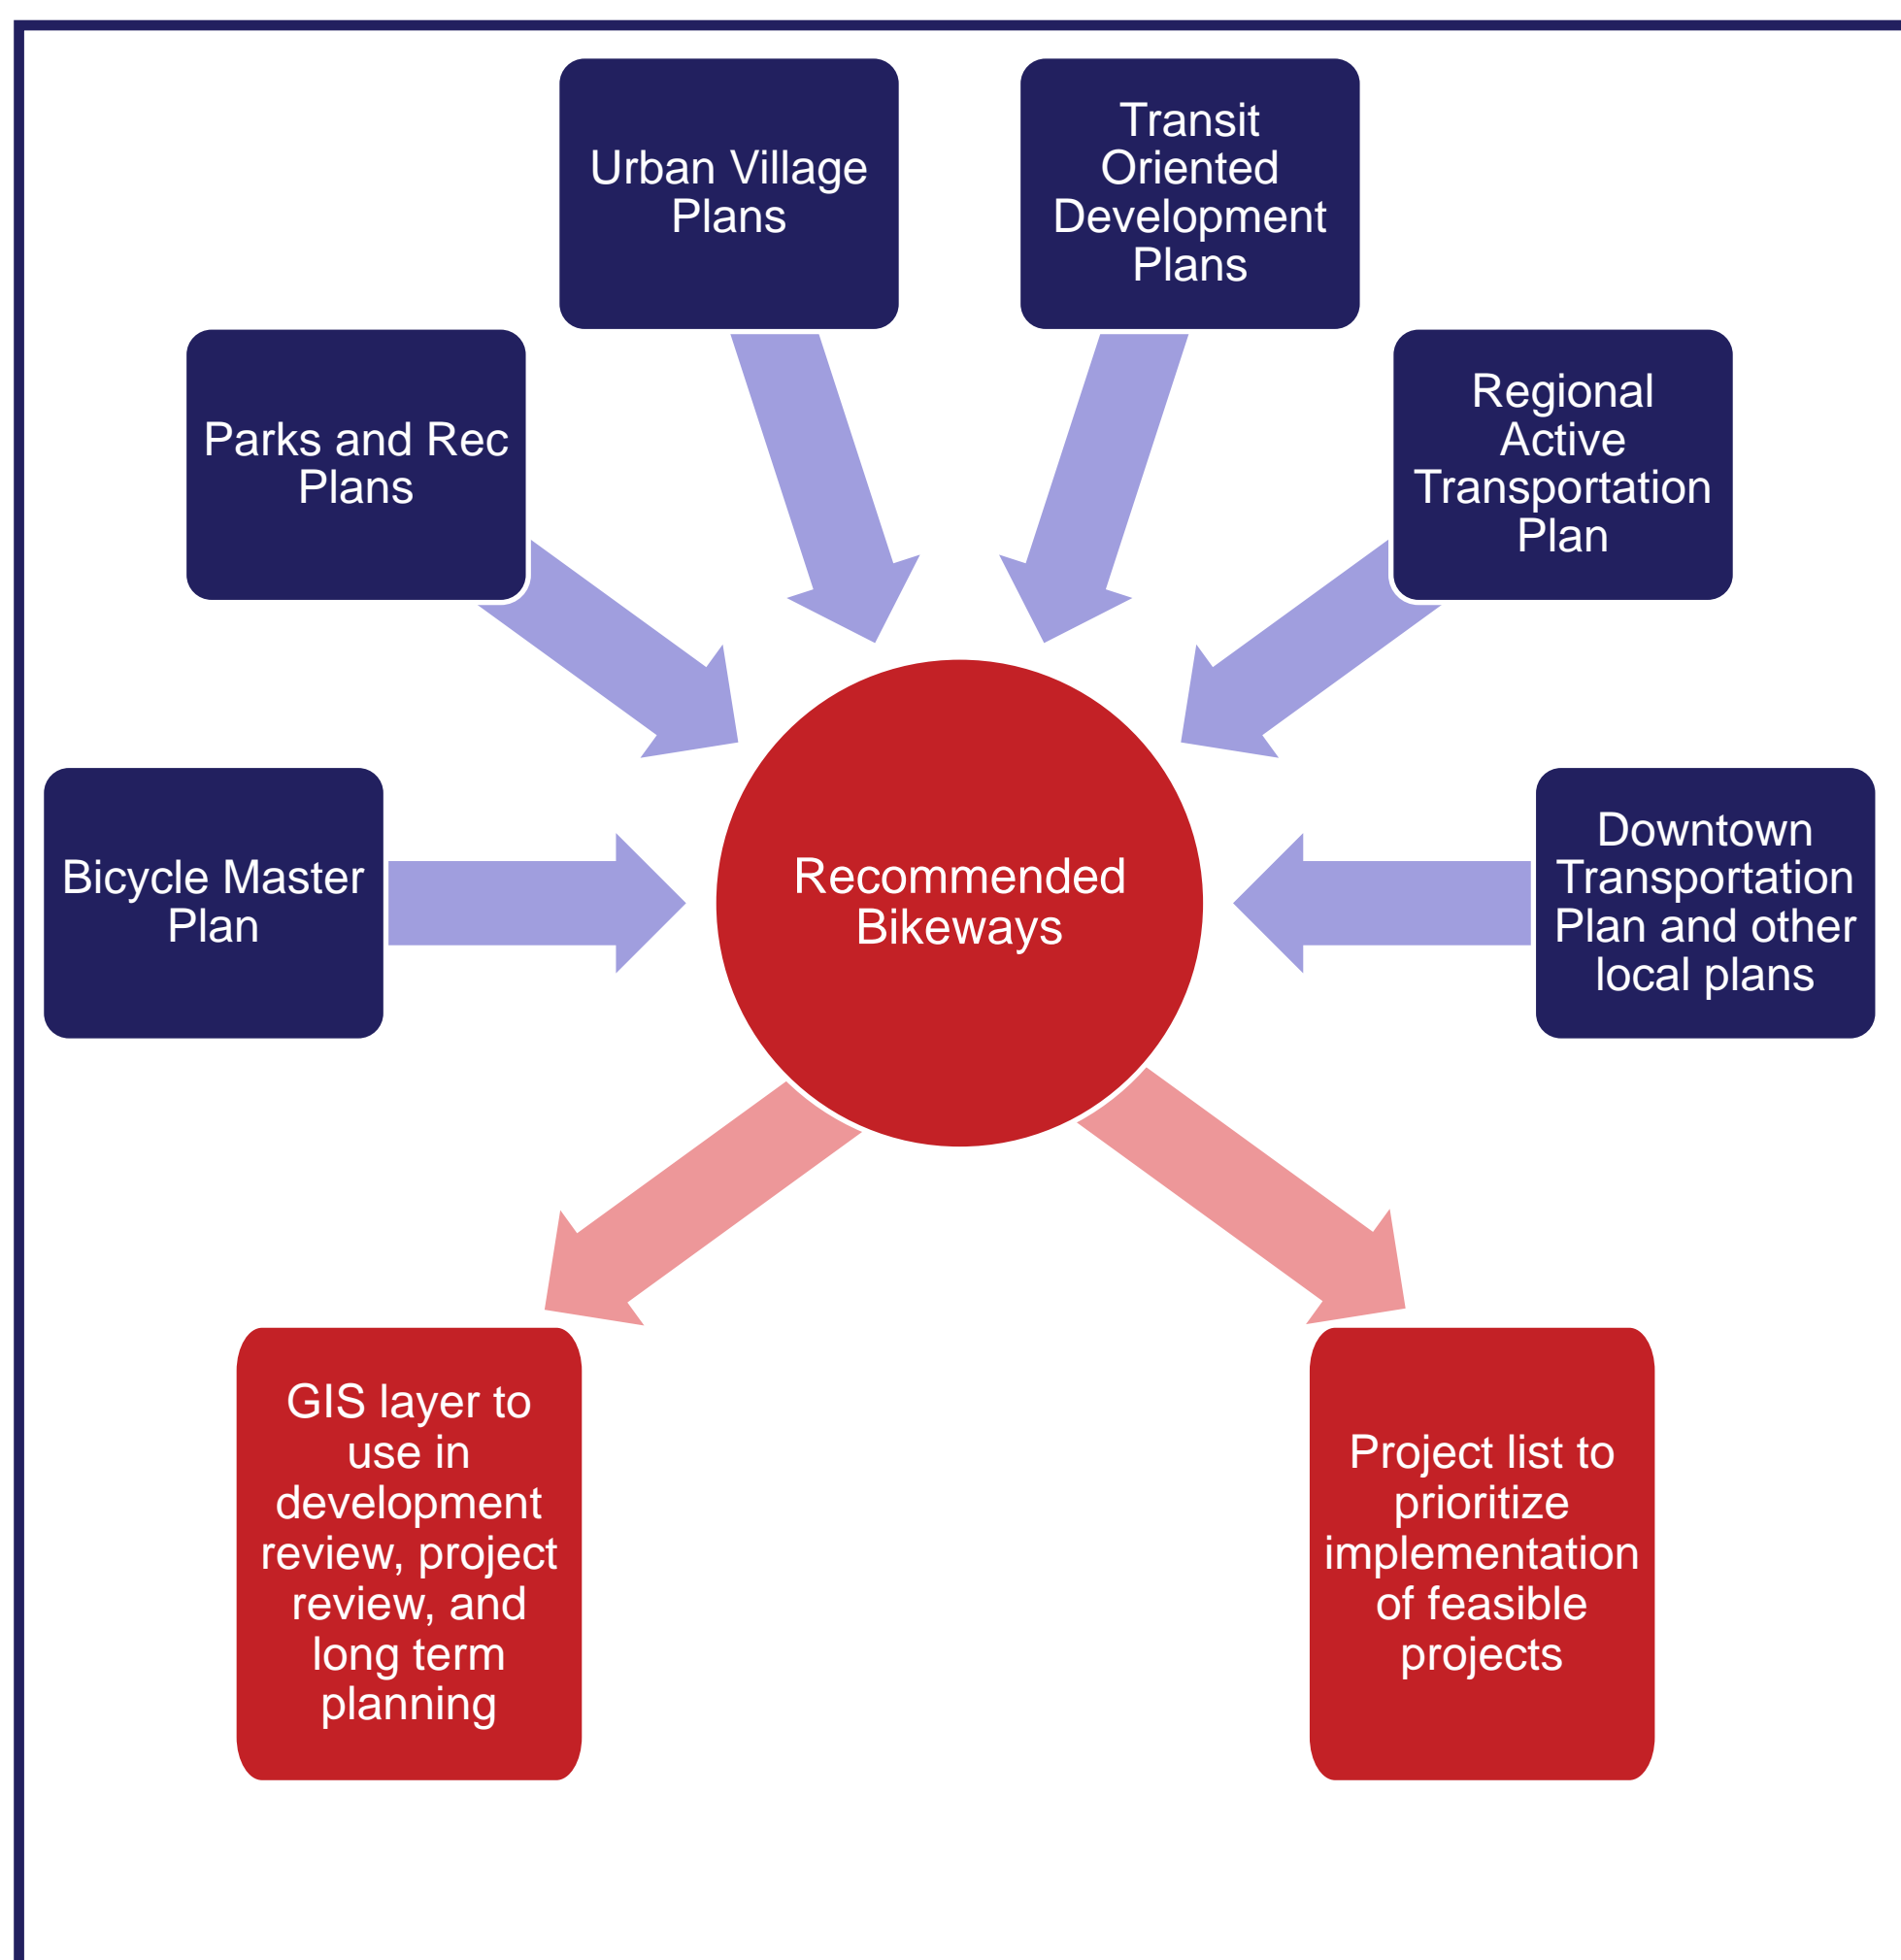 Urban Village
Plans
Transit
Oriented
Development
Plans
Parks and Rec
Plans
Regional
Active
Transportation
Plan
Bicycle Master
Plan
Recommended
Bikeways
Downtown
Transportation
Plan and other
local plans
GIS layer to
use in
development
review, project
review, and
long term
planning
Project list to
prioritize
implementation
of feasible
projects